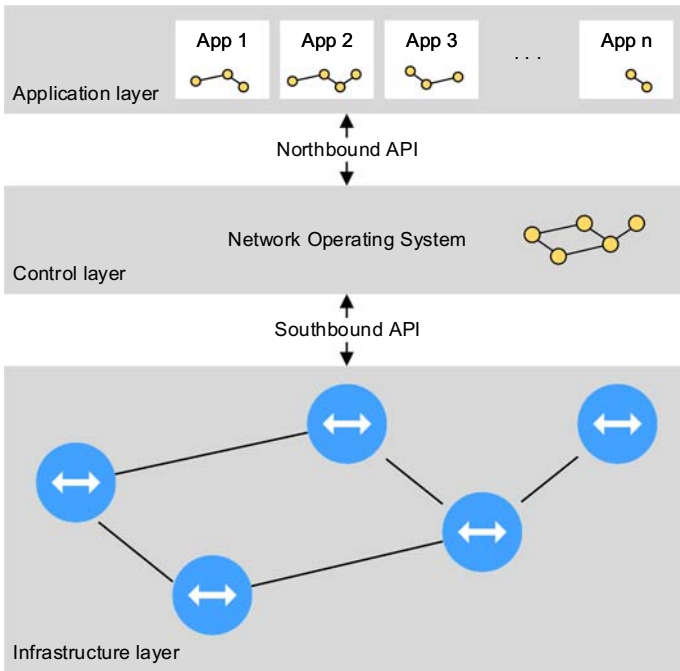 App 1
App 2
App 3
. . .
App n
Application layer
Northbound API
Network Operating System
Control layer
Southbound API
Infrastructure layer